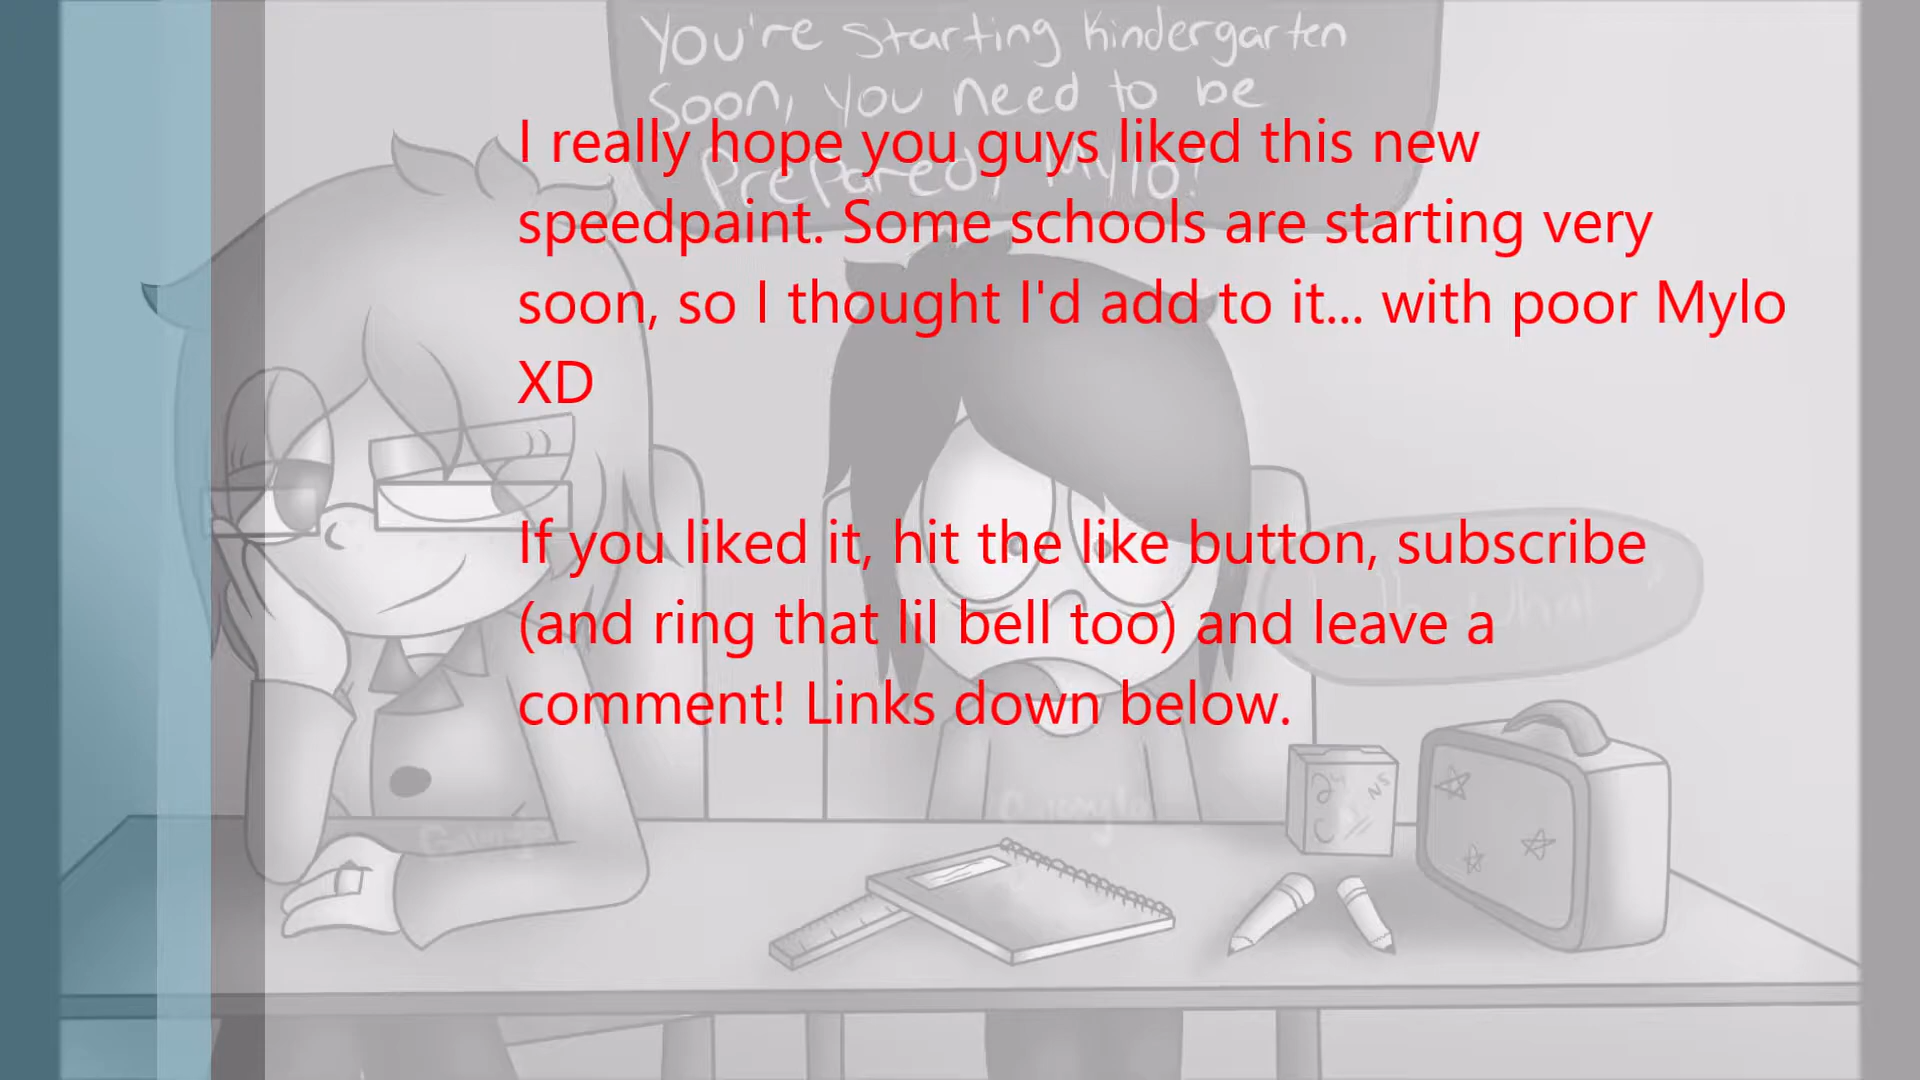 You're starting kindergarten
soon, you need to be
prepared, Mylo!
I really hope you guys liked this new
speedpaint. Some schools are starting very
soon, so I thought I'd add to it... with poor Mylo
XD
If you liked it, hit the like button, subscribe
(and ring that lil bell too) and leave a
comment! Links down below.